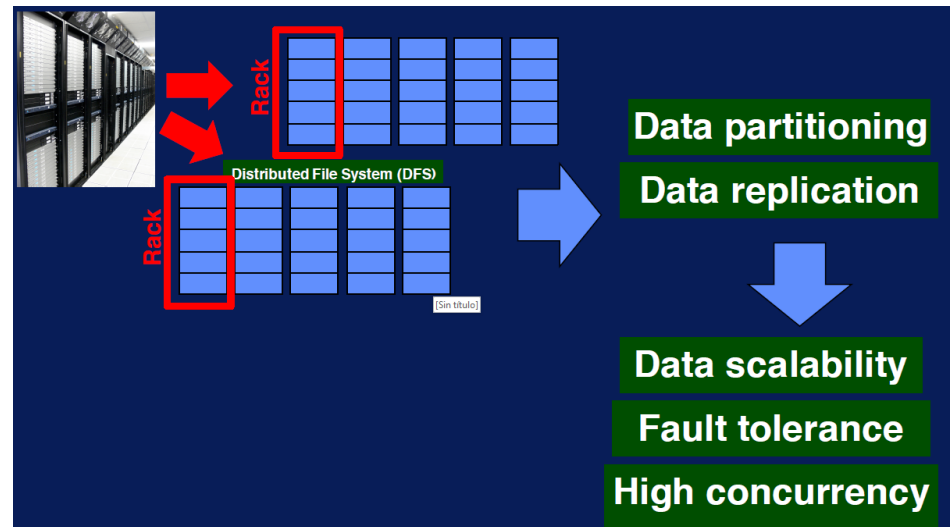 Rack
Distributed File System (DFS)
Rack
[Sin título]
Data partitioning
Data replication
Data scalability
Fault tolerance
High concurrency